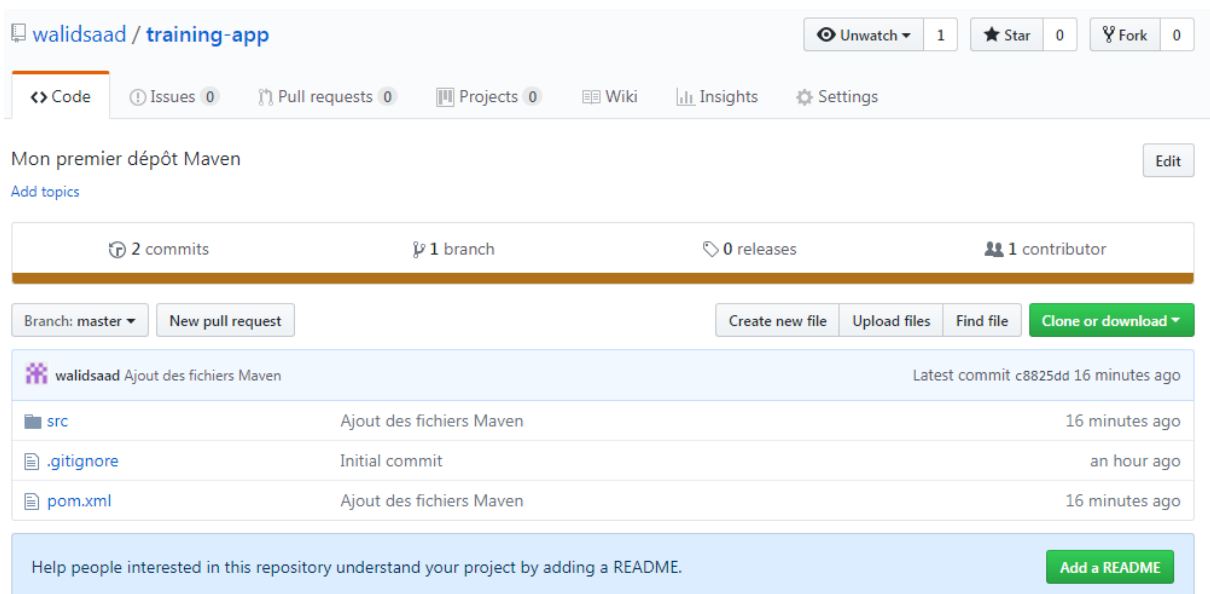 walidsaad / training-app Unwatch 1 Star 0 Fork 0
Code Issues 0 Pull requests 0 Projects 0 Wiki Insights Settings
Mon premier dépôt Maven Edit
Add topics
2 commits 1 branch 0 releases 1 contributor
Branch: master New pull request Create new file Upload files Find file Clone or download
walidsaad Ajout des fichiers Maven Latest commit c8825dd 16 minutes ago
src Ajout des fichiers Maven 16 minutes ago
.gitignore Initial commit an hour ago
pom.xml Ajout des fichiers Maven 16 minutes ago
Help people interested in this repository understand your project by adding a README. Add a README